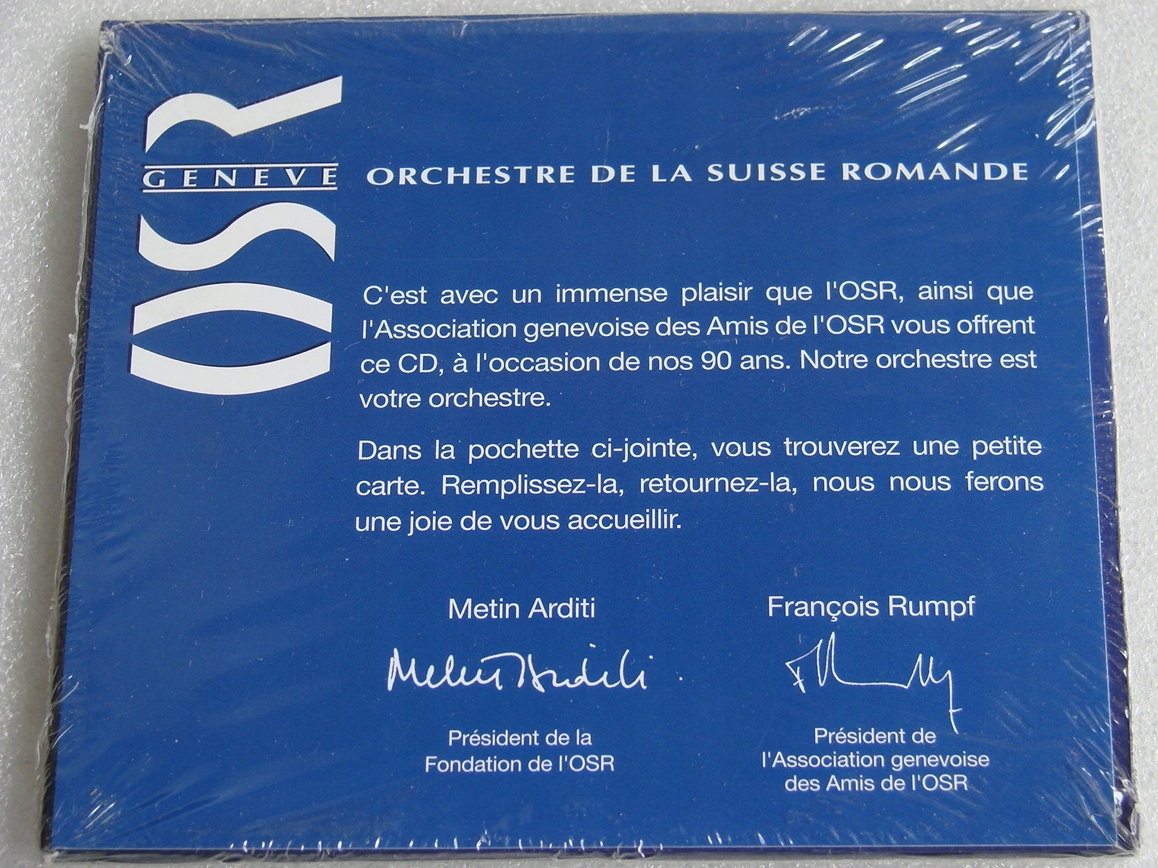 OSR
GENEVE
ORCHESTRE DE LA SUISSE ROMANDE
C'est avec un immense plaisir que l'OSR, ainsi que
l'Association genevoise des Amis de l'OSR vous offrent
ce CD, à l'occasion de nos 90 ans. Notre orchestre est
votre orchestre.
Dans la pochette ci-jointe, vous trouverez une petite
carte. Remplissez-la, retournez-la, nous nous ferons
une joie de vous accueillir.
Metin Arditi
Metin Arditi
Président de la
Fondation de l'OSR
François Rumpf
Président de
l'Association genevoise
des Amis de l'OSR